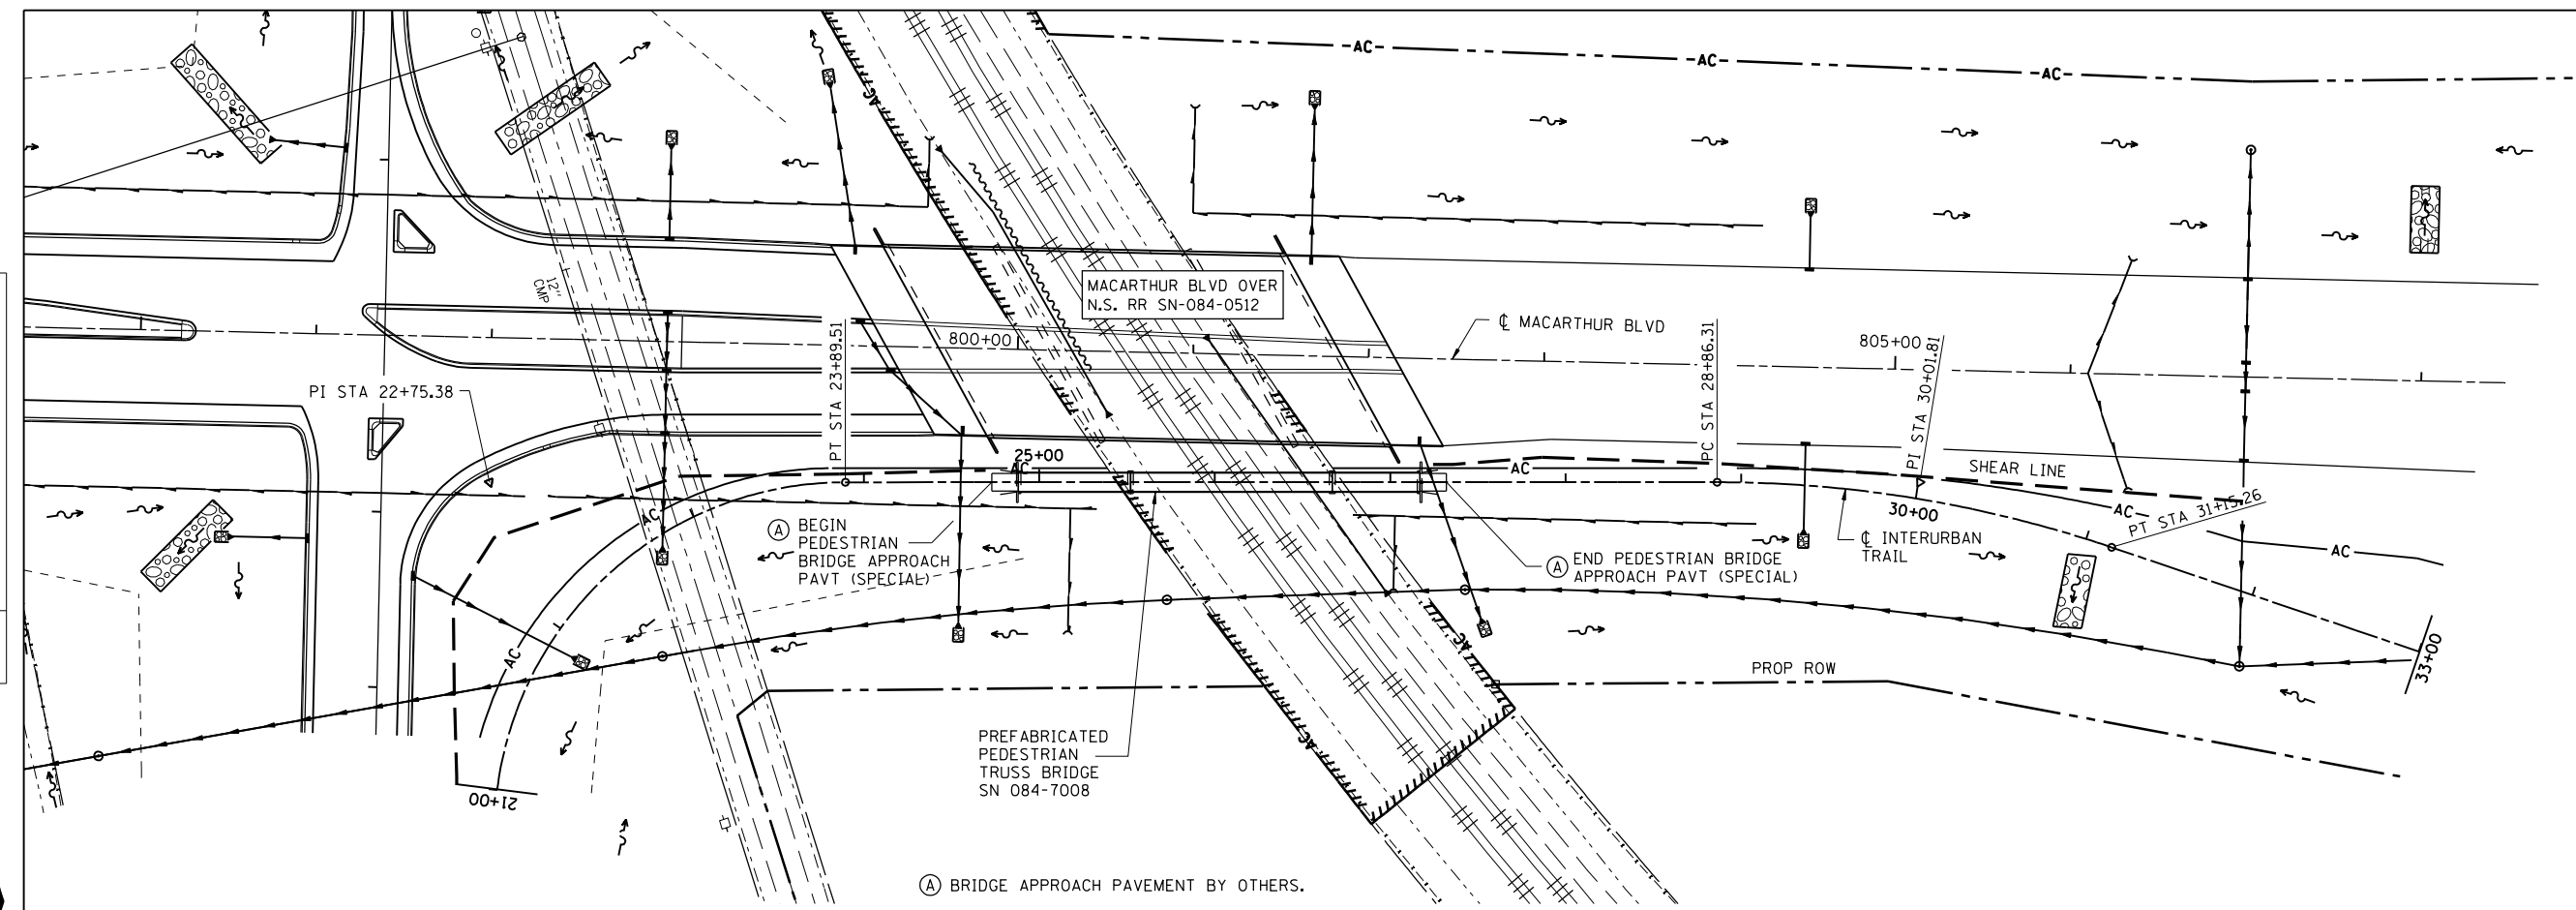 AC
AC
AC
AC
12" CMP
MACARTHUR BLVD OVER
N.S. RR SN-084-0512
℄ MACARTHUR BLVD
800+00
805+00
PI STA 22+75.38
PT STA 23+89.51
PC STA 28+86.31
PI STA 30+01.81
25+00
AC
AC
SHEAR LINE
30+00
AC
PT STA 31+15.26
AC
AC
Ⓐ BEGIN
PEDESTRIAN
BRIDGE APPROACH
PAVT (SPECIAL)
Ⓐ END PEDESTRIAN BRIDGE
APPROACH PAVT (SPECIAL)
℄ INTERURBAN
TRAIL
AC
AC
PROP ROW
33+00
AC
PREFABRICATED
PEDESTRIAN
TRUSS BRIDGE
SN 084-7008
21+00
Ⓐ BRIDGE APPROACH PAVEMENT BY OTHERS.